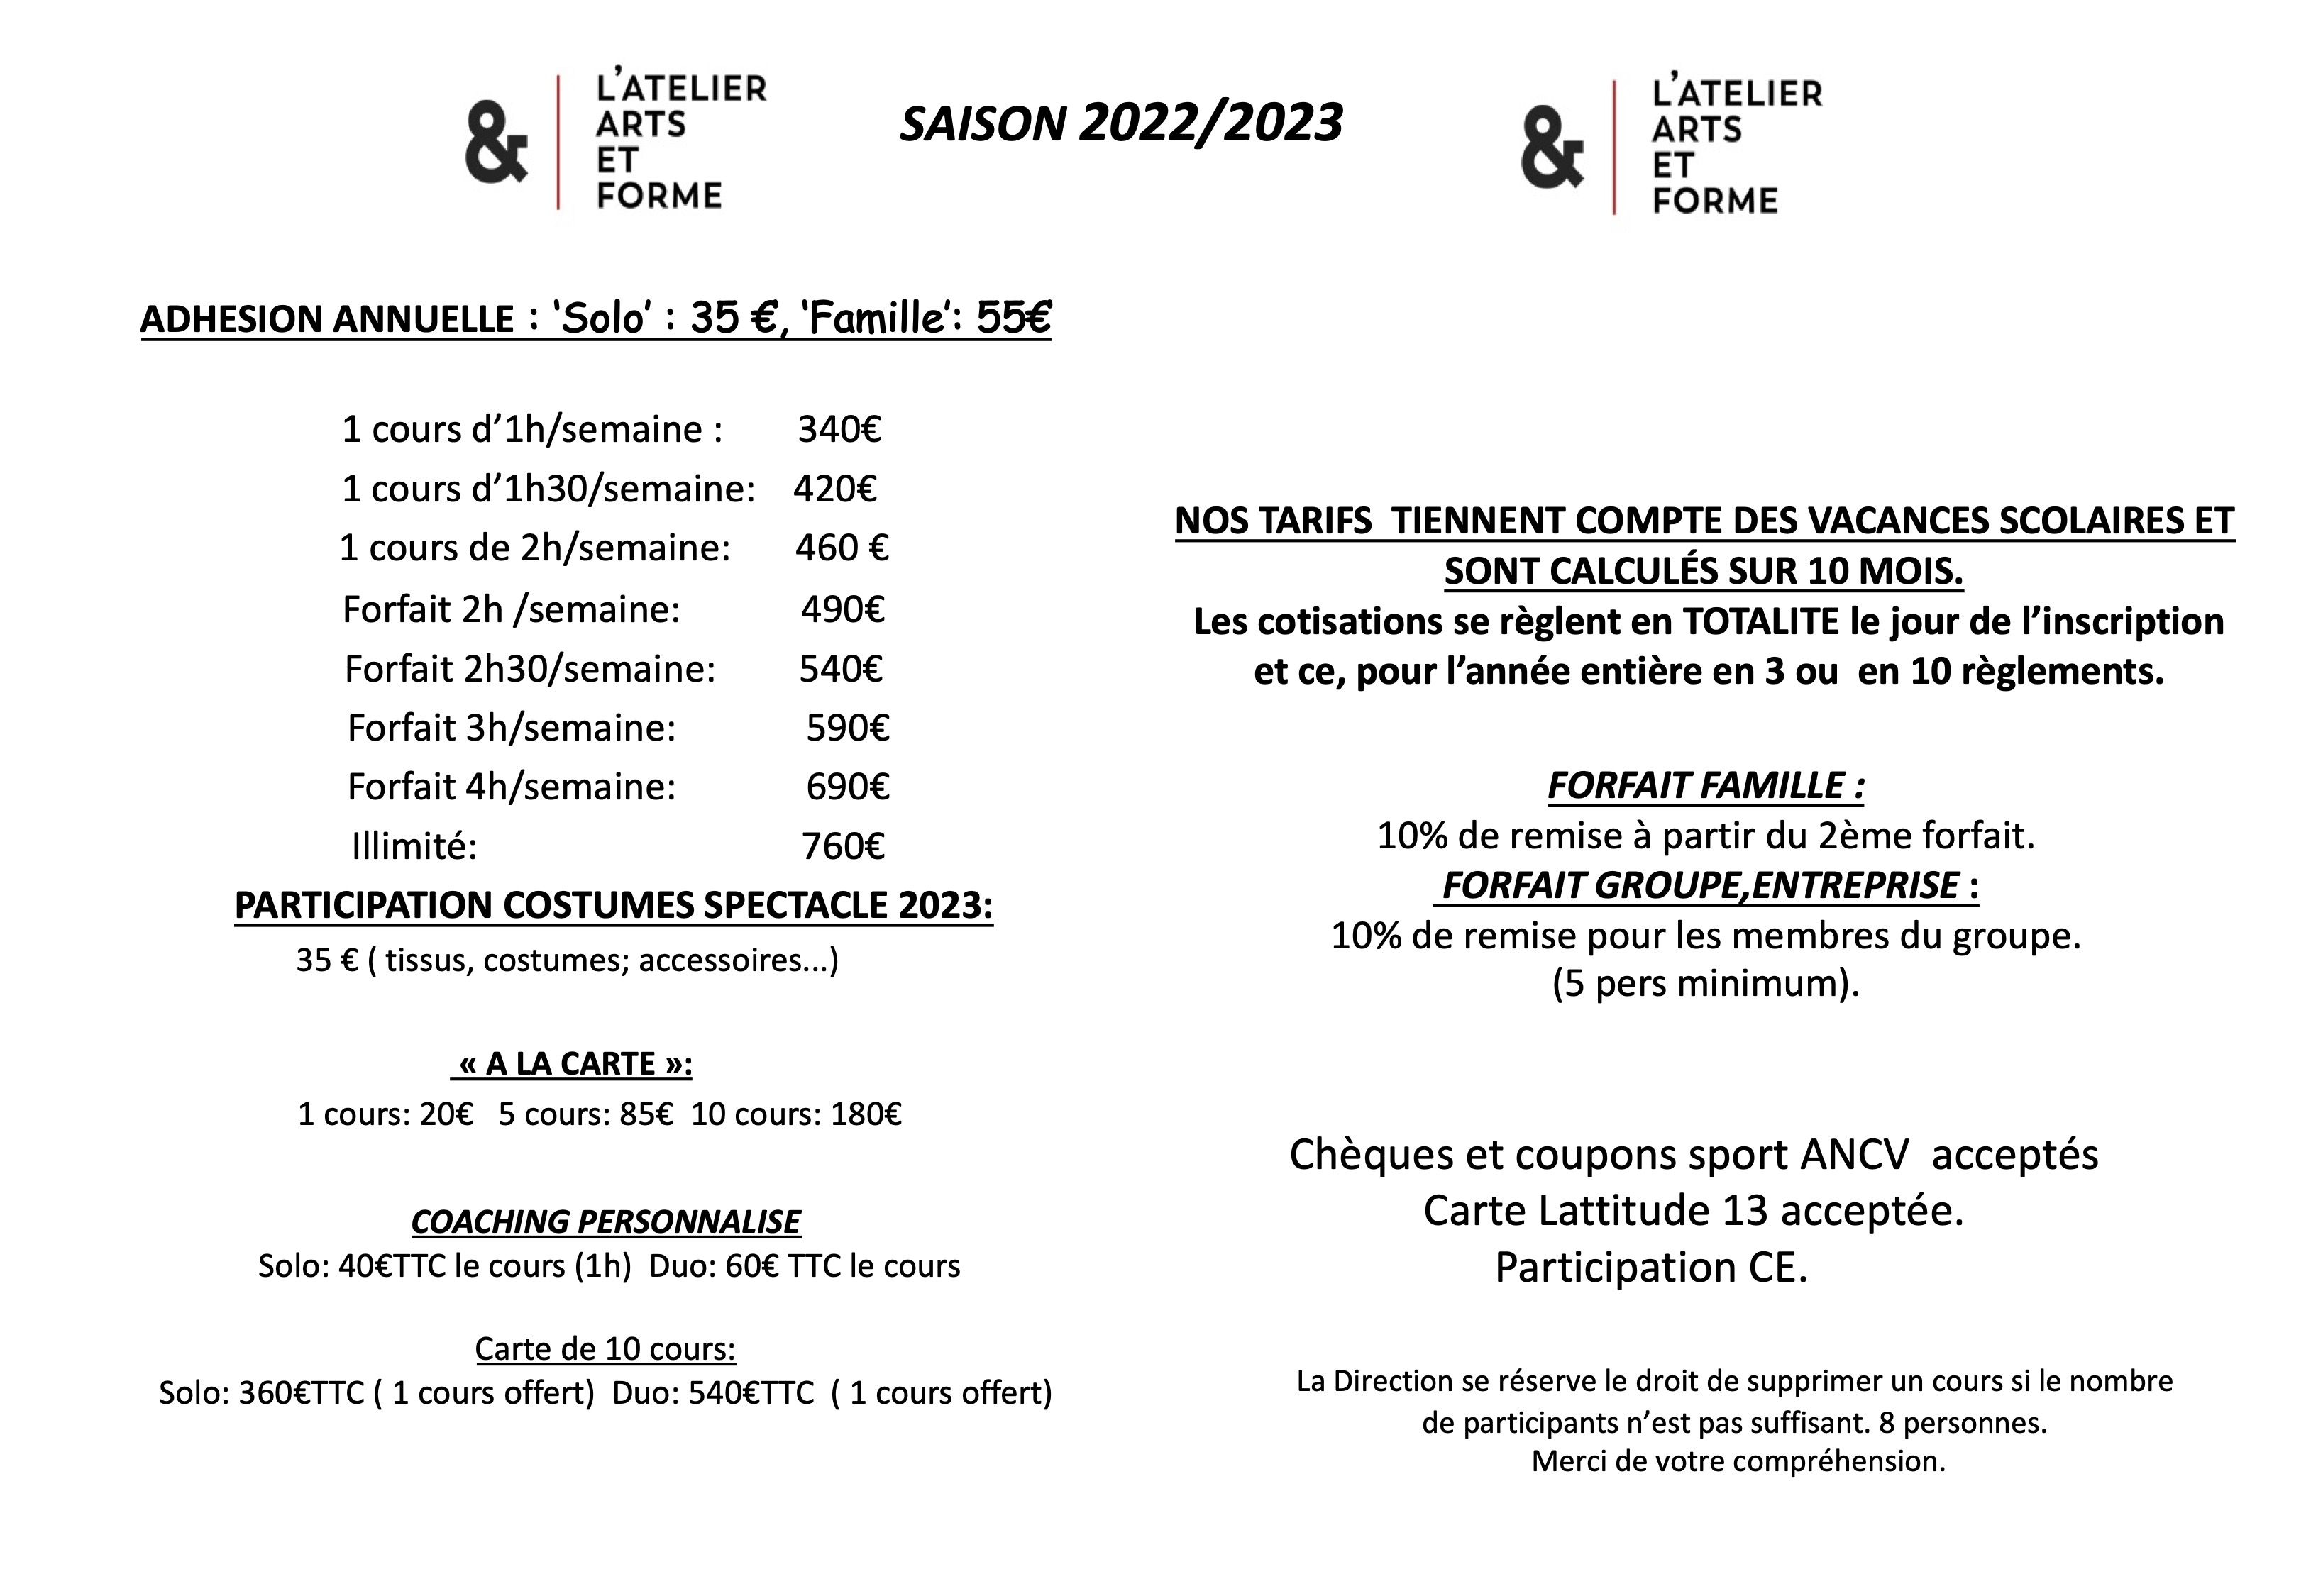 L'ATELIER
ARTS
ET
FORME
SAISON 2022/2023
L'ATELIER
ARTS
ET
FORME
ADHESION ANNUELLE : ‘Solo’ : 35 €, ‘Famille’: 55€
1 cours d’1h/semaine : 340€
1 cours d’1h30/semaine: 420€
1 cours de 2h/semaine: 460 €
Forfait 2h /semaine: 490€
Forfait 2h30/semaine: 540€
Forfait 3h/semaine: 590€
Forfait 4h/semaine: 690€
Illimité: 760€
PARTICIPATION COSTUMES SPECTACLE 2023:
35 € ( tissus, costumes; accessoires...)
« A LA CARTE »:
1 cours: 20€ 5 cours: 85€ 10 cours: 180€
COACHING PERSONNALISE
Solo: 40€TTC le cours (1h) Duo: 60€ TTC le cours
Carte de 10 cours:
Solo: 360€TTC ( 1 cours offert) Duo: 540€TTC ( 1 cours offert)
NOS TARIFS TIENNENT COMPTE DES VACANCES SCOLAIRES ET
SONT CALCULÉS SUR 10 MOIS.
Les cotisations se règlent en TOTALITE le jour de l’inscription
et ce, pour l’année entière en 3 ou en 10 règlements.
FORFAIT FAMILLE :
10% de remise à partir du 2ème forfait.
FORFAIT GROUPE,ENTREPRISE :
10% de remise pour les membres du groupe.
(5 pers minimum).
Chèques et coupons sport ANCV acceptés
Carte Lattitude 13 acceptée.
Participation CE.
La Direction se réserve le droit de supprimer un cours si le nombre
de participants n’est pas suffisant. 8 personnes.
Merci de votre compréhension.